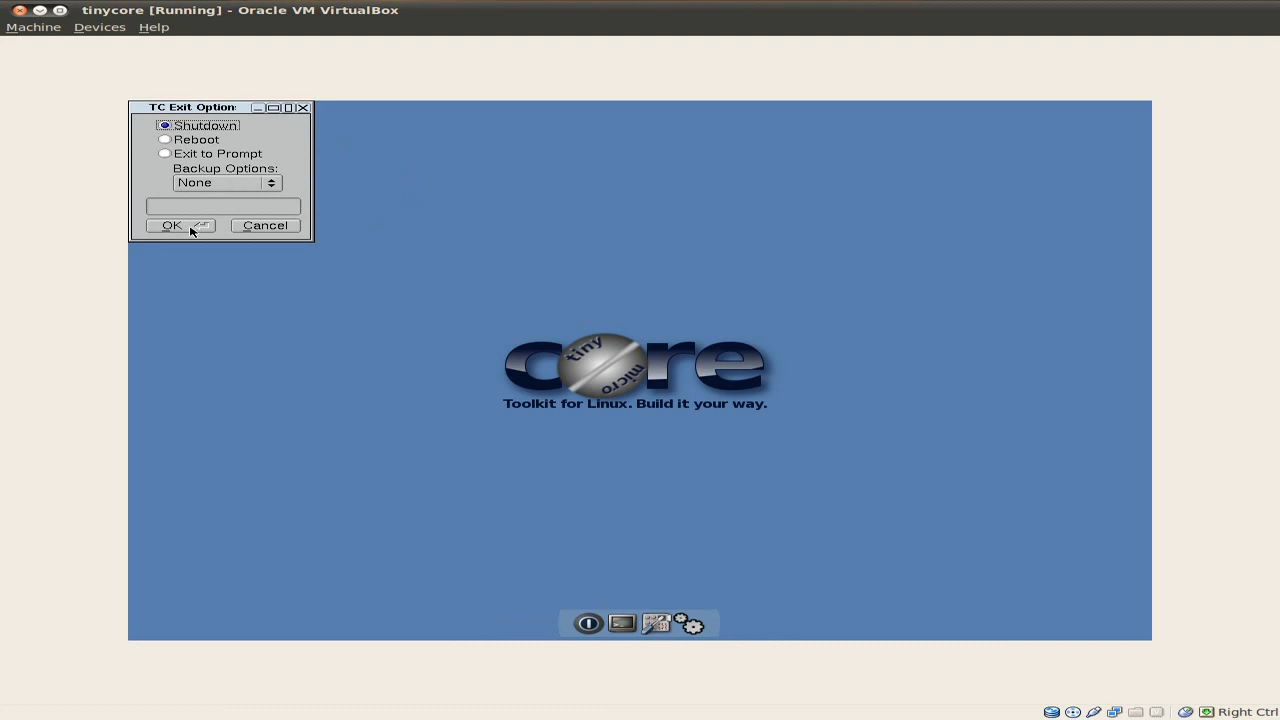 tinycore [Running] - Oracle VM VirtualBox
Machine Devices Help
TC Exit Option:
Shutdown
Reboot
Exit to Prompt
Backup Options:
None
OK Cancel
core
tiny
micro
Toolkit for Linux. Build it your way.
Right Ctrl